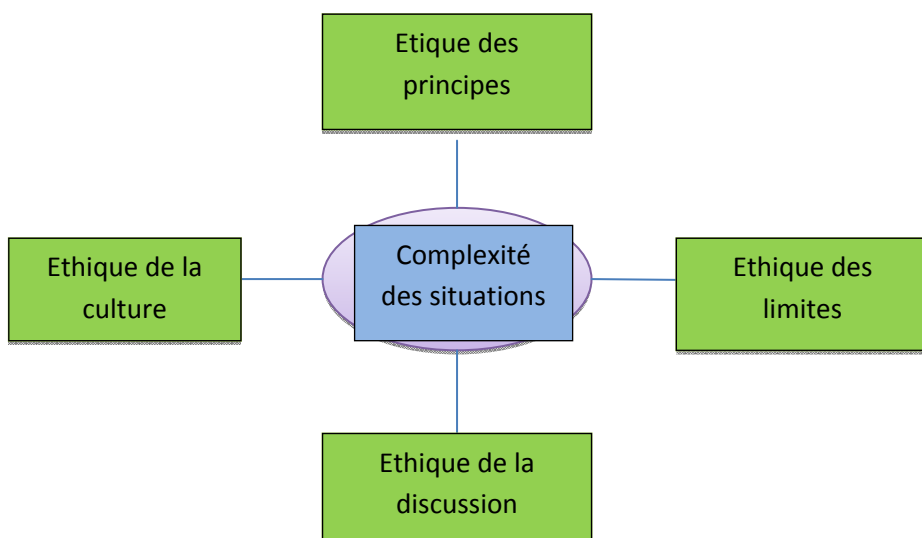 Etique des
principes
Ethique de la
culture
Complexité
des situations
Ethique des
limites
Ethique de la
discussion